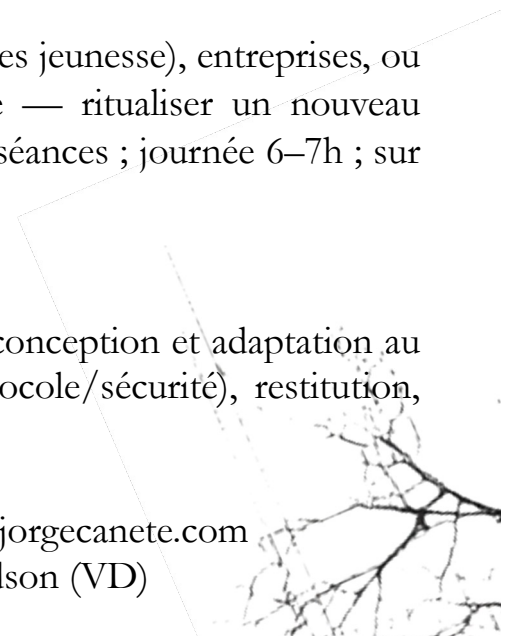 es jeunesse), entreprises, ou
e — ritualiser un nouveau
séances ; journée 6–7h ; sur
conception et adaptation au
ocole/sécurité), restitution,
jorgecanete.com
dson (VD)